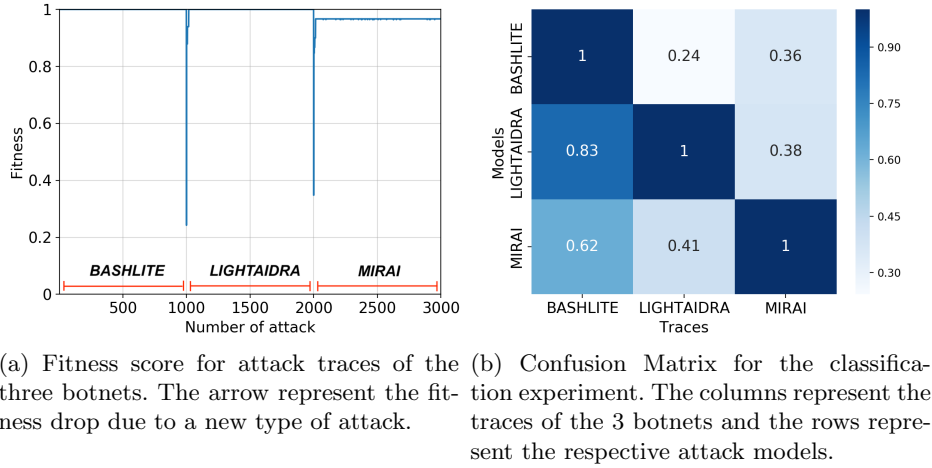 1
0.8
0.6
0.4
0.2
0
Fitness
BASHLITE
LIGHTAIDRA
MIRAI
500
1000
1500
2000
2500
3000
Number of attack
BASHLITE
LIGHTAIDRA
MIRAI
Models
1
0.24
0.36
0.83
1
0.38
0.62
0.41
1
BASHLITE
LIGHTAIDRA
MIRAI
Traces
0.90
0.75
0.60
0.45
0.30
(a) Fitness score for attack traces of the
three botnets. The arrow represent the fit-
ness drop due to a new type of attack.
(b) Confusion Matrix for the classifica-
tion experiment. The columns represent the
traces of the 3 botnets and the rows repre-
sent the respective attack models.